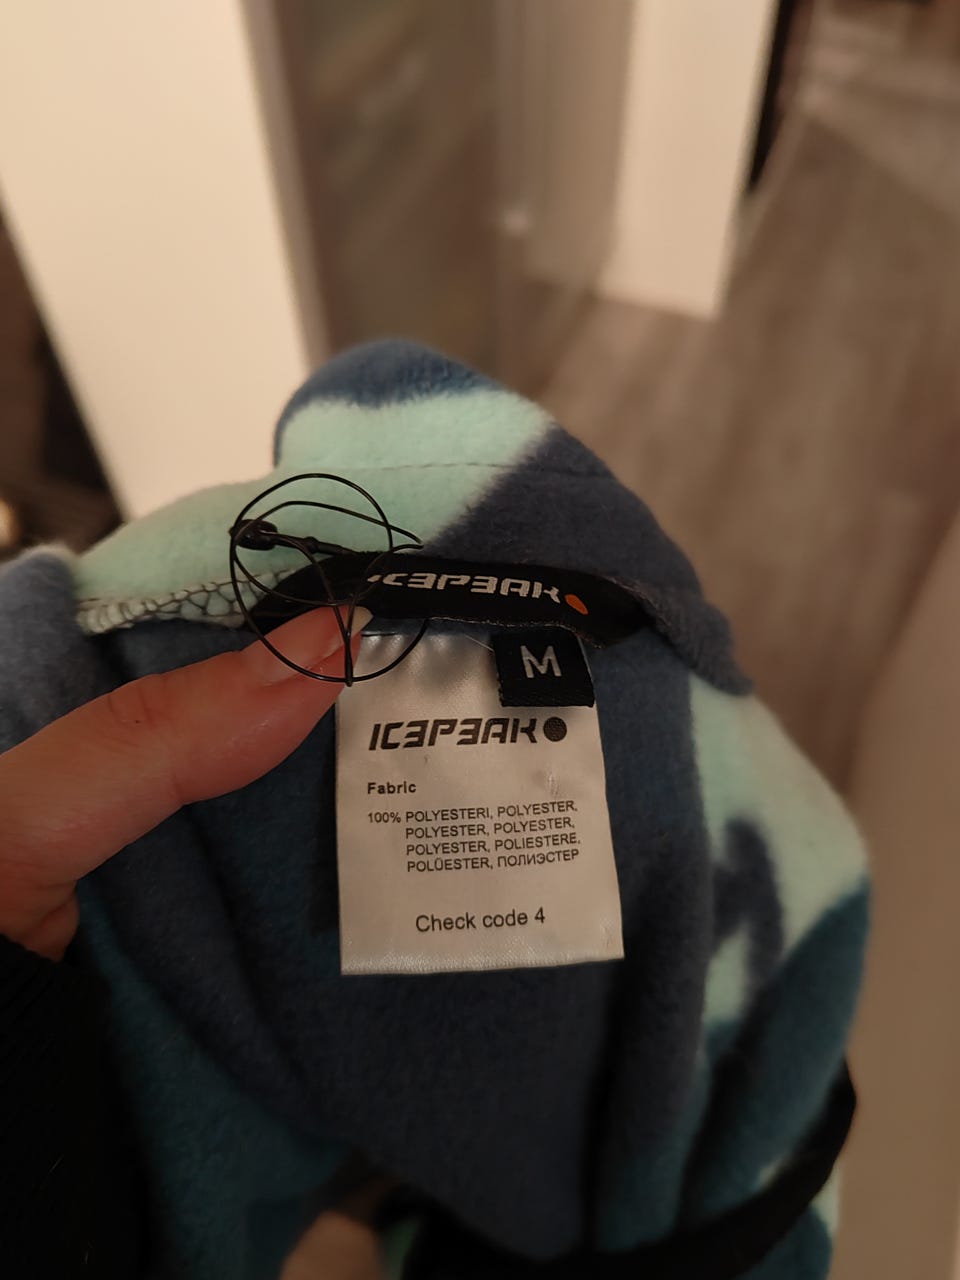 ICEPEAK
M
ICEPEAK
Fabric
100% POLYESTERI, POLYESTER,
POLYESTER, POLYESTER,
POLYESTER, POLIESTERE,
POLÜESTER, ПОЛИЭСТЕР
Check code 4